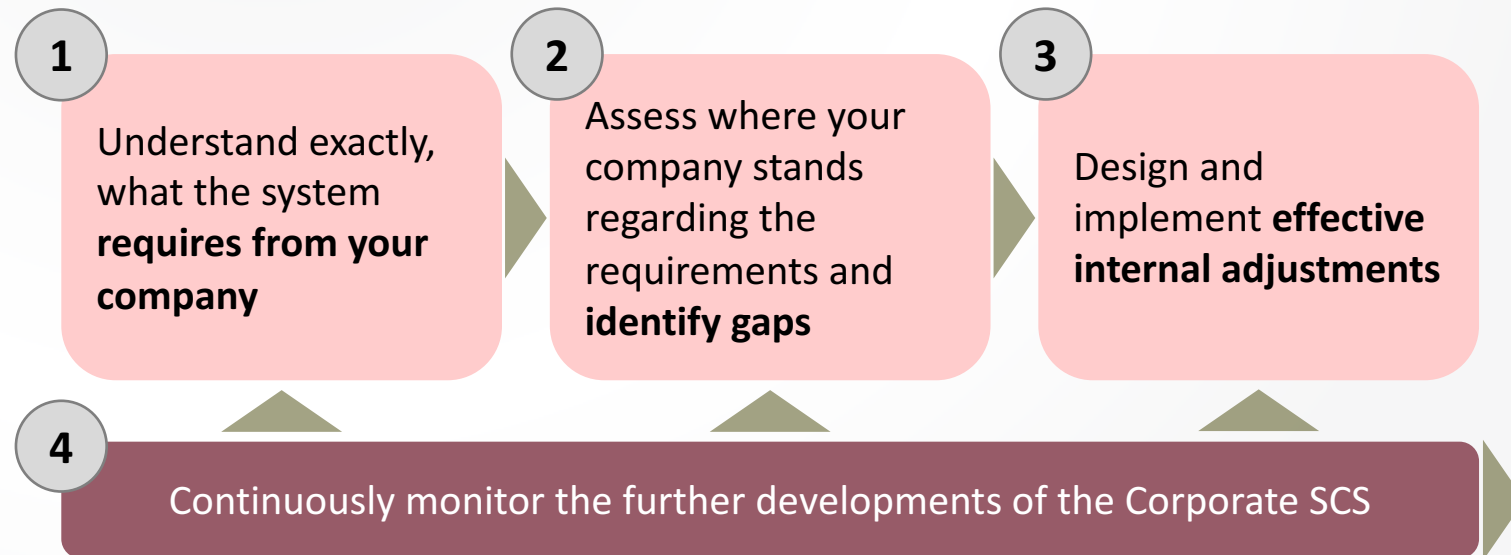 1
Understand exactly,
what the system
requires from your
company
2
Assess where your
company stands
regarding the
requirements and
identify gaps
3
Design and
implement effective
internal adjustments
4
Continuously monitor the further developments of the Corporate SCS